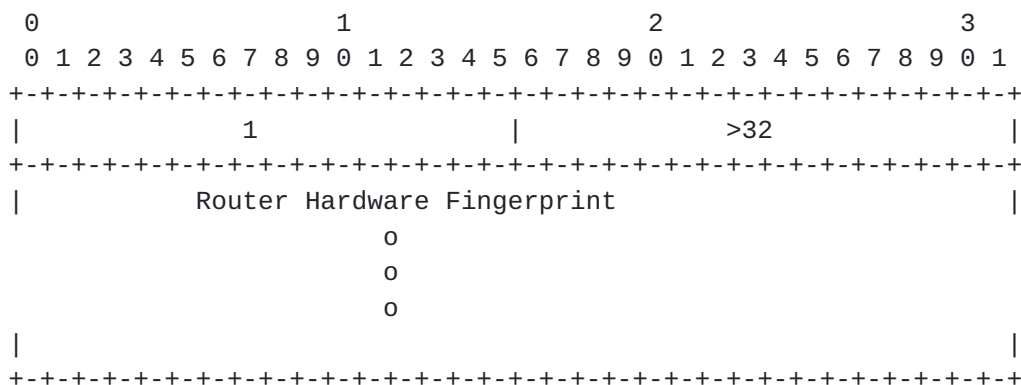 0                   1                   2                   3
 0 1 2 3 4 5 6 7 8 9 0 1 2 3 4 5 6 7 8 9 0 1 2 3 4 5 6 7 8 9 0 1
+-+-+-+-+-+-+-+-+-+-+-+-+-+-+-+-+-+-+-+-+-+-+-+-+-+-+-+-+-+-+-+-+
|              1                |             >32               |
+-+-+-+-+-+-+-+-+-+-+-+-+-+-+-+-+-+-+-+-+-+-+-+-+-+-+-+-+-+-+-+-+
|           Router Hardware Fingerprint                         |
                        o
                        o
                        o
|                                                               |
+-+-+-+-+-+-+-+-+-+-+-+-+-+-+-+-+-+-+-+-+-+-+-+-+-+-+-+-+-+-+-+-+